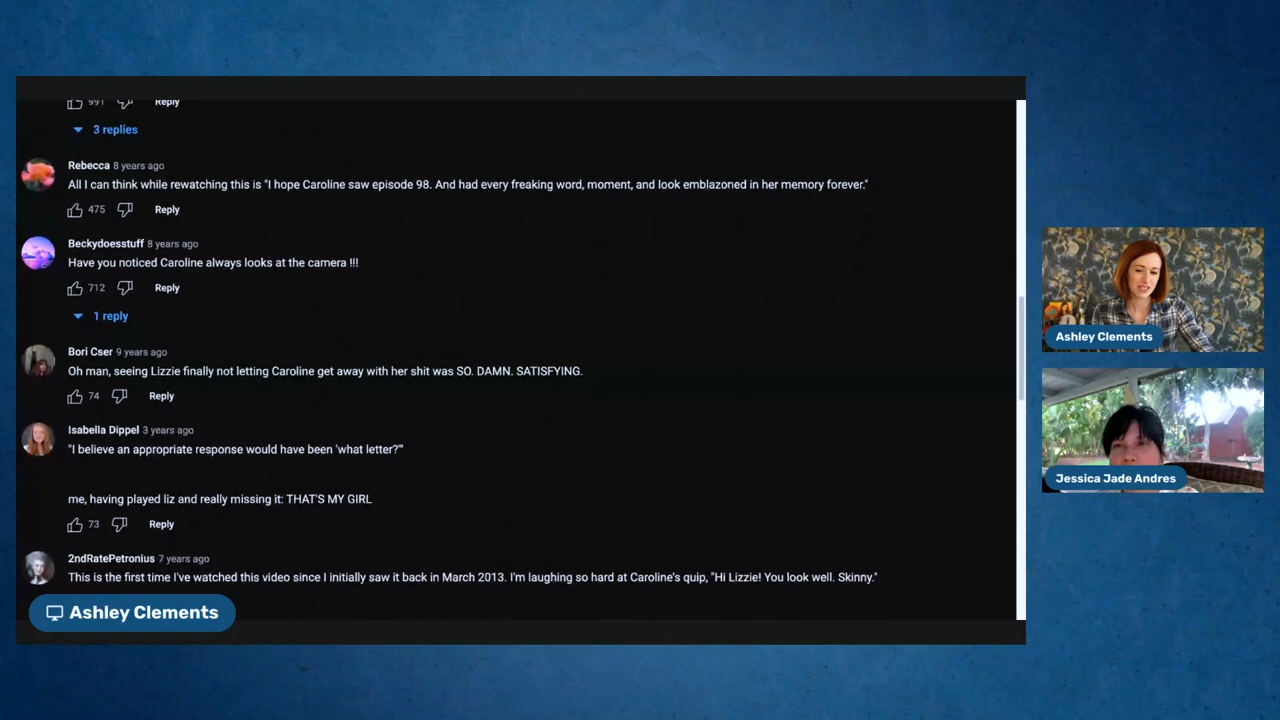 991 Reply
3 replies
Rebecca 8 years ago
All I can think while rewatching this is "I hope Caroline saw episode 98. And had every freaking word, moment, and look emblazoned in her memory forever."
475 Reply
Beckydoesstuff 8 years ago
Have you noticed Caroline always looks at the camera !!!
712 Reply
1 reply
Bori Cser 9 years ago
Oh man, seeing Lizzie finally not letting Caroline get away with her shit was SO. DAMN. SATISFYING.
74 Reply
Isabella Dippel 3 years ago
"I believe an appropriate response would have been 'what letter?'"
me, having played liz and really missing it: THAT'S MY GIRL
73 Reply
2ndRatePetronius 7 years ago
This is the first time I've watched this video since I initially saw it back in March 2013. I'm laughing so hard at Caroline's quip, "Hi Lizzie! You look well. Skinny."
Ashley Clements
Ashley Clements
Jessica Jade Andres